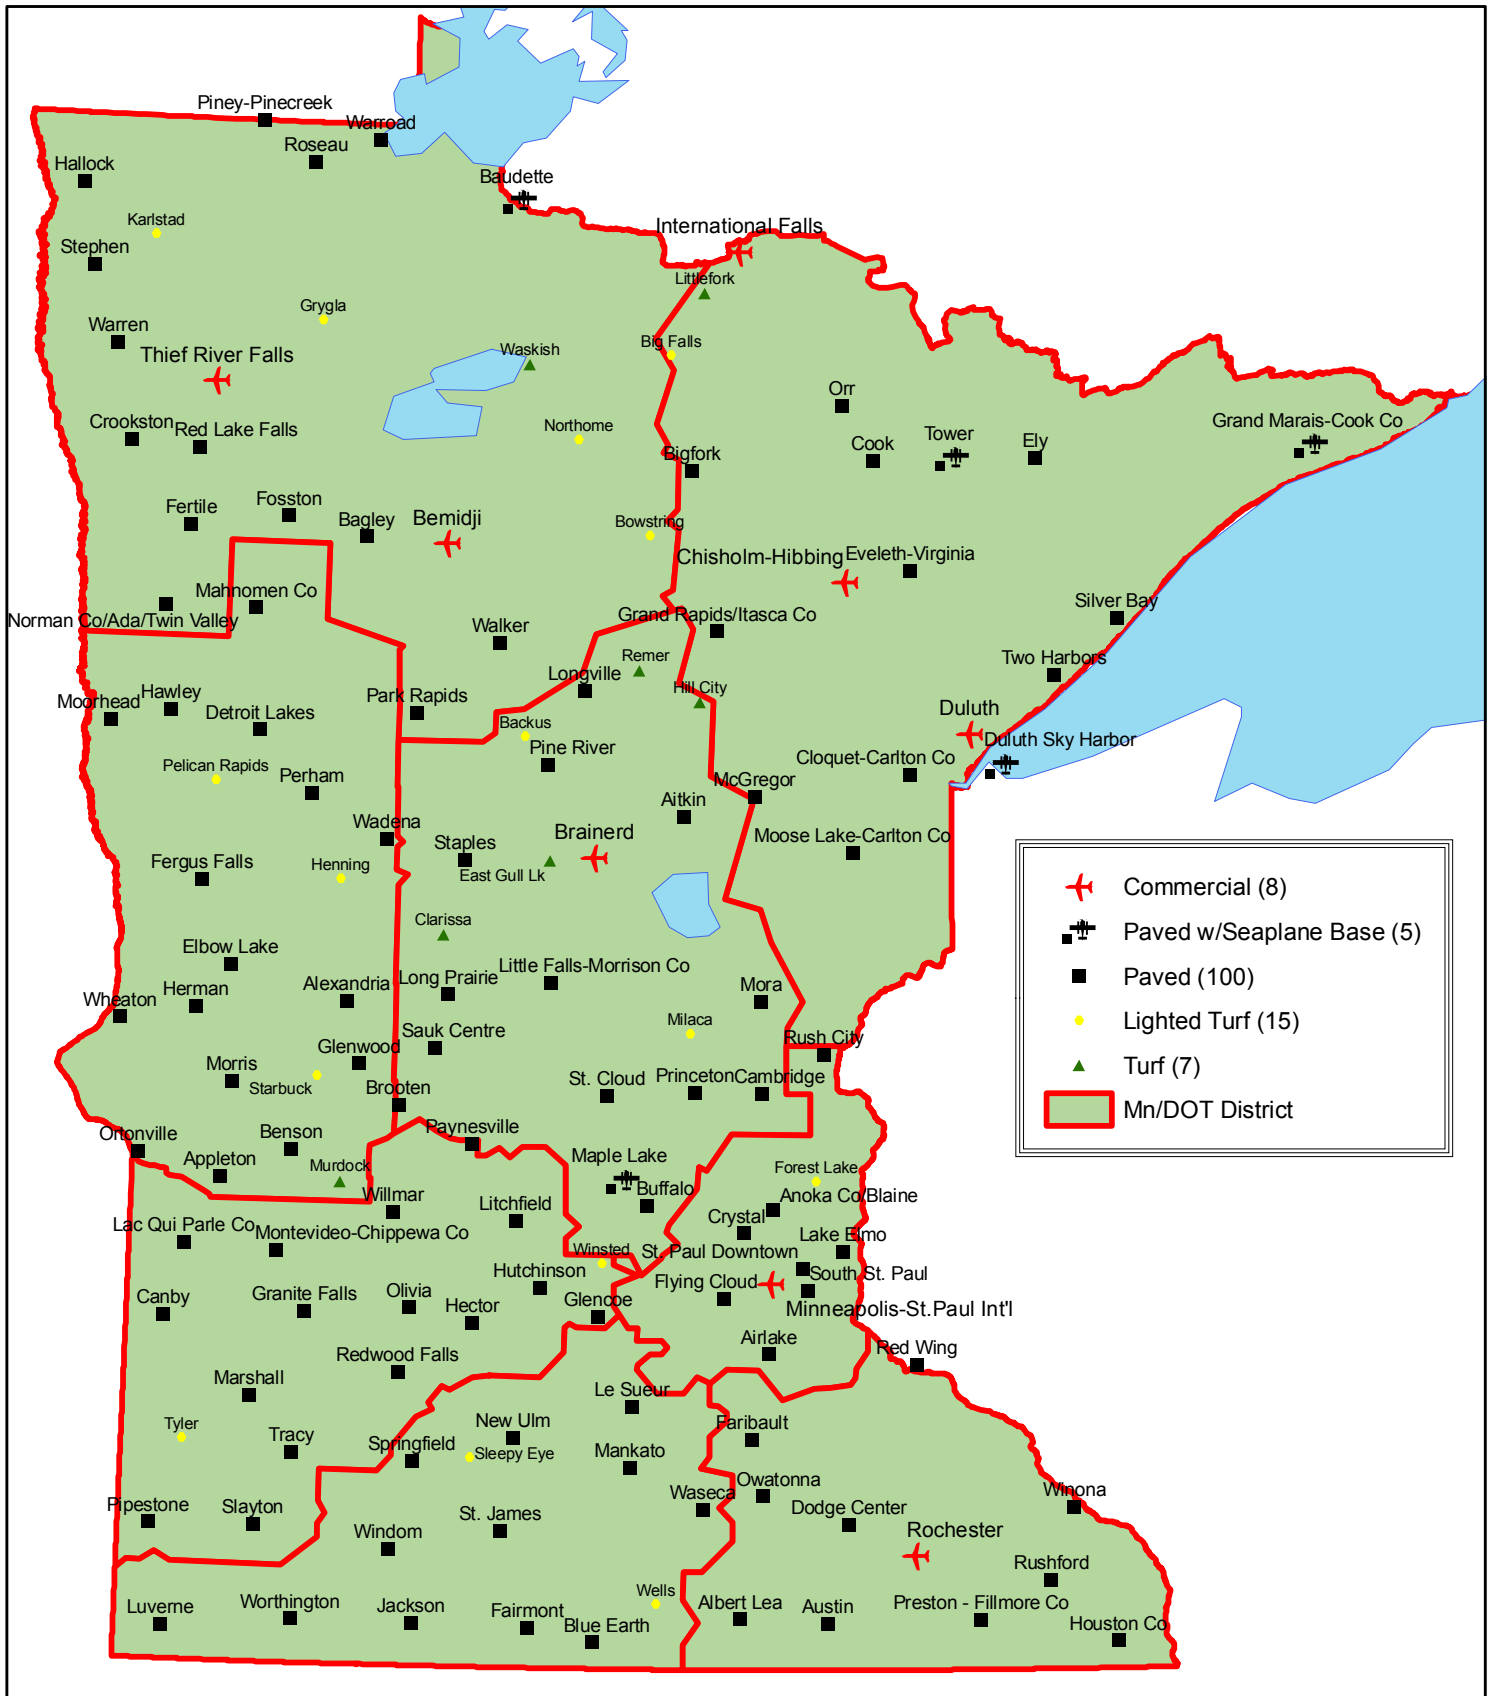 Piney-Pinecreek
Warroad
Roseau
Hallock
Baudette
Karlstad
International Falls
Stephen
Littlefork
Grygla
Warren
Big Falls
Waskish
Thief River Falls
Orr
Grand Marais-Cook Co
Crookston
Red Lake Falls
Northome
Tower
Ely
Cook
Bigfork
Fosston
Fertile
Bagley
Bemidji
Bowstring
Chisholm-Hibbing
Eveleth-Virginia
Mahnomen Co
Silver Bay
Norman Co/Ada/Twin Valley
Grand Rapids/Itasca Co
Walker
Remer
Two Harbors
Longville
Hill City
Park Rapids
Moorhead
Hawley
Detroit Lakes
Duluth
Backus
Pine River
Duluth Sky Harbor
Cloquet-Carlton Co
Pelican Rapids
Perham
McGregor
Aitkin
Wadena
Brainerd
Moose Lake-Carlton Co
Staples
East Gull Lk
Fergus Falls
Henning
Commercial (8)
Clarissa
Paved w/Seaplane Base (5)
Elbow Lake
Little Falls-Morrison Co
Paved (100)
Long Prairie
Alexandria
Herman
Wheaton
Mora
Milaca
Lighted Turf (15)
Sauk Centre
Rush City
Glenwood
Morris
Starbuck
Turf (7)
Brooten
St. Cloud
Princeton
Cambridge
Mn/DOT District
Paynesville
Benson
Ortonville
Appleton
Murdock
Maple Lake
Forest Lake
Buffalo
Willmar
Anoka Co/Blaine
Litchfield
Crystal
Lac Qui Parle Co
Montevideo-Chippewa Co
Lake Elmo
St. Paul Downtown
Winsted
South St. Paul
Hutchinson
Flying Cloud
Canby
Granite Falls
Olivia
Hector
Glencoe
Minneapolis-St.Paul Int'l
Airlake
Red Wing
Redwood Falls
Marshall
Le Sueur
Tyler
Tracy
New Ulm
Faribault
Springfield
Sleepy Eye
Mankato
Owatonna
Pipestone
Slayton
Waseca
Dodge Center
Winona
St. James
Windom
Rochester
Rushford
Wells
Luverne
Worthington
Jackson
Fairmont
Blue Earth
Albert Lea
Austin
Preston - Fillmore Co
Houston Co